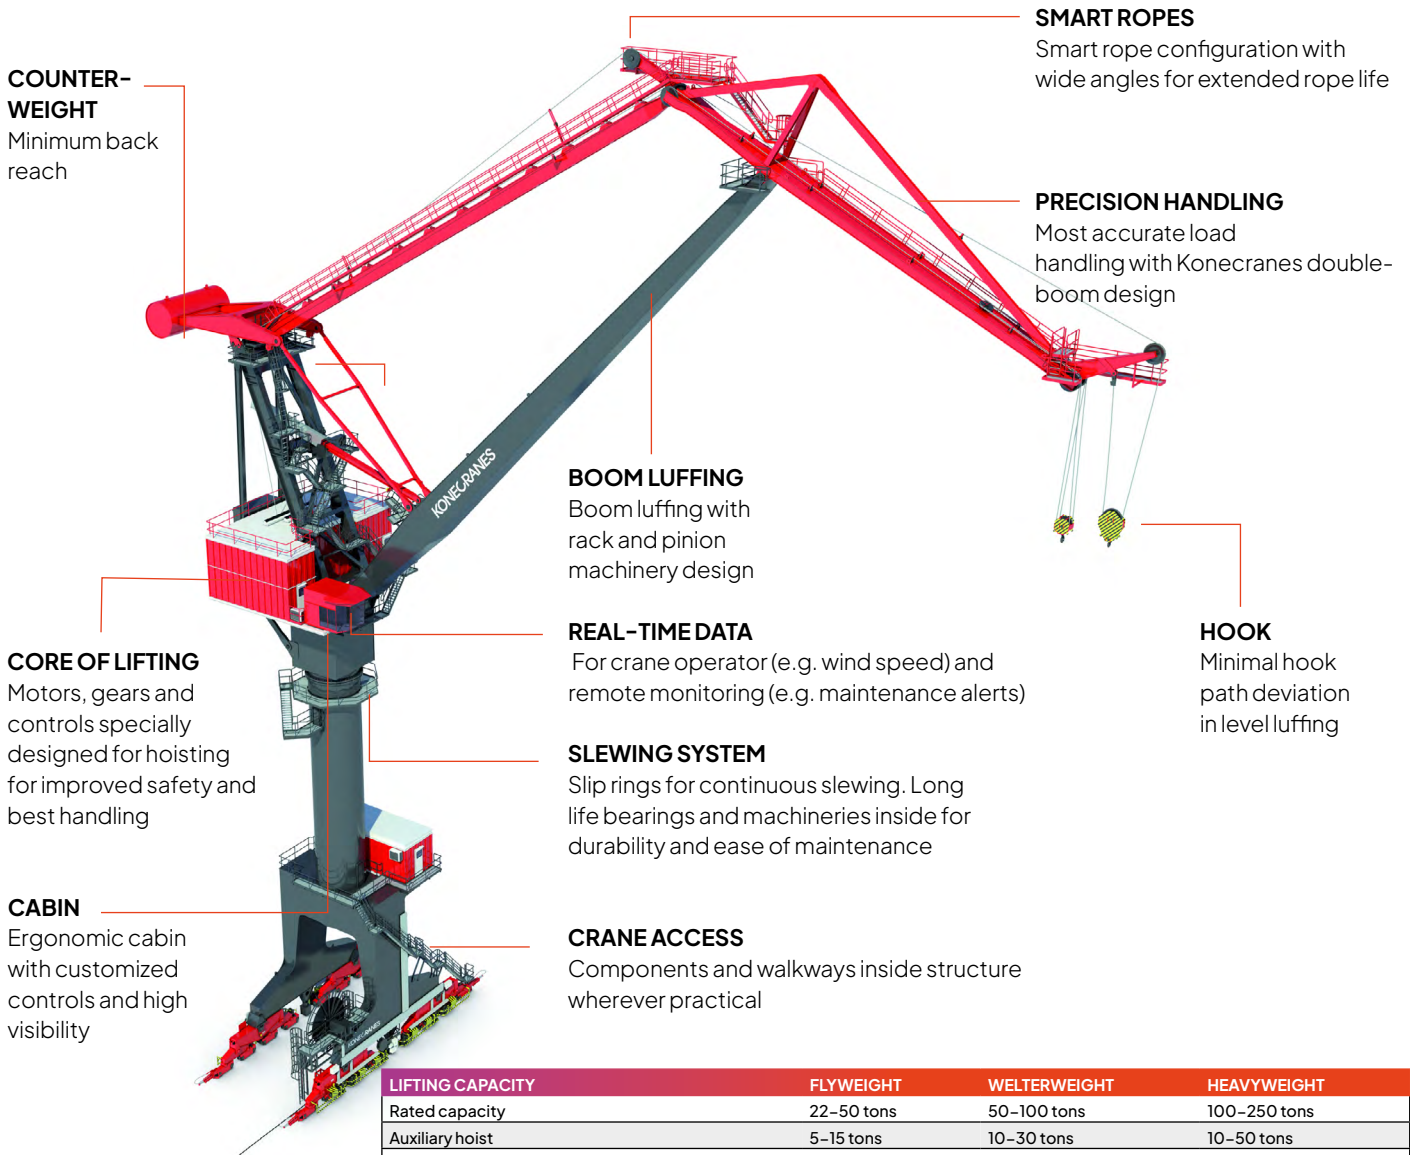 SMART ROPES
Smart rope configuration with
wide angles for extended rope life
COUNTER-
WEIGHT
Minimum back
reach
PRECISION HANDLING
Most accurate load
handling with Konecranes double-
boom design
KONECRANES
BOOM LUFFING
Boom luffing with
rack and pinion
machinery design
REAL-TIME DATA
For crane operator (e.g. wind speed) and
remote monitoring (e.g. maintenance alerts)
HOOK
Minimal hook
path deviation
in level luffing
CORE OF LIFTING
Motors, gears and
controls specially
designed for hoisting
for improved safety and
best handling
SLEWING SYSTEM
Slip rings for continuous slewing. Long
life bearings and machineries inside for
durability and ease of maintenance
CABIN
Ergonomic cabin
with customized
controls and high
visibility
CRANE ACCESS
Components and walkways inside structure
wherever practical
KONECRANES
LIFTING CAPACITY FLYWEIGHT WELTERWEIGHT HEAVYWEIGHT
Rated capacity 22–50 tons 50–100 tons 100–250 tons
Auxiliary hoist 5–15 tons 10–30 tons 10–50 tons